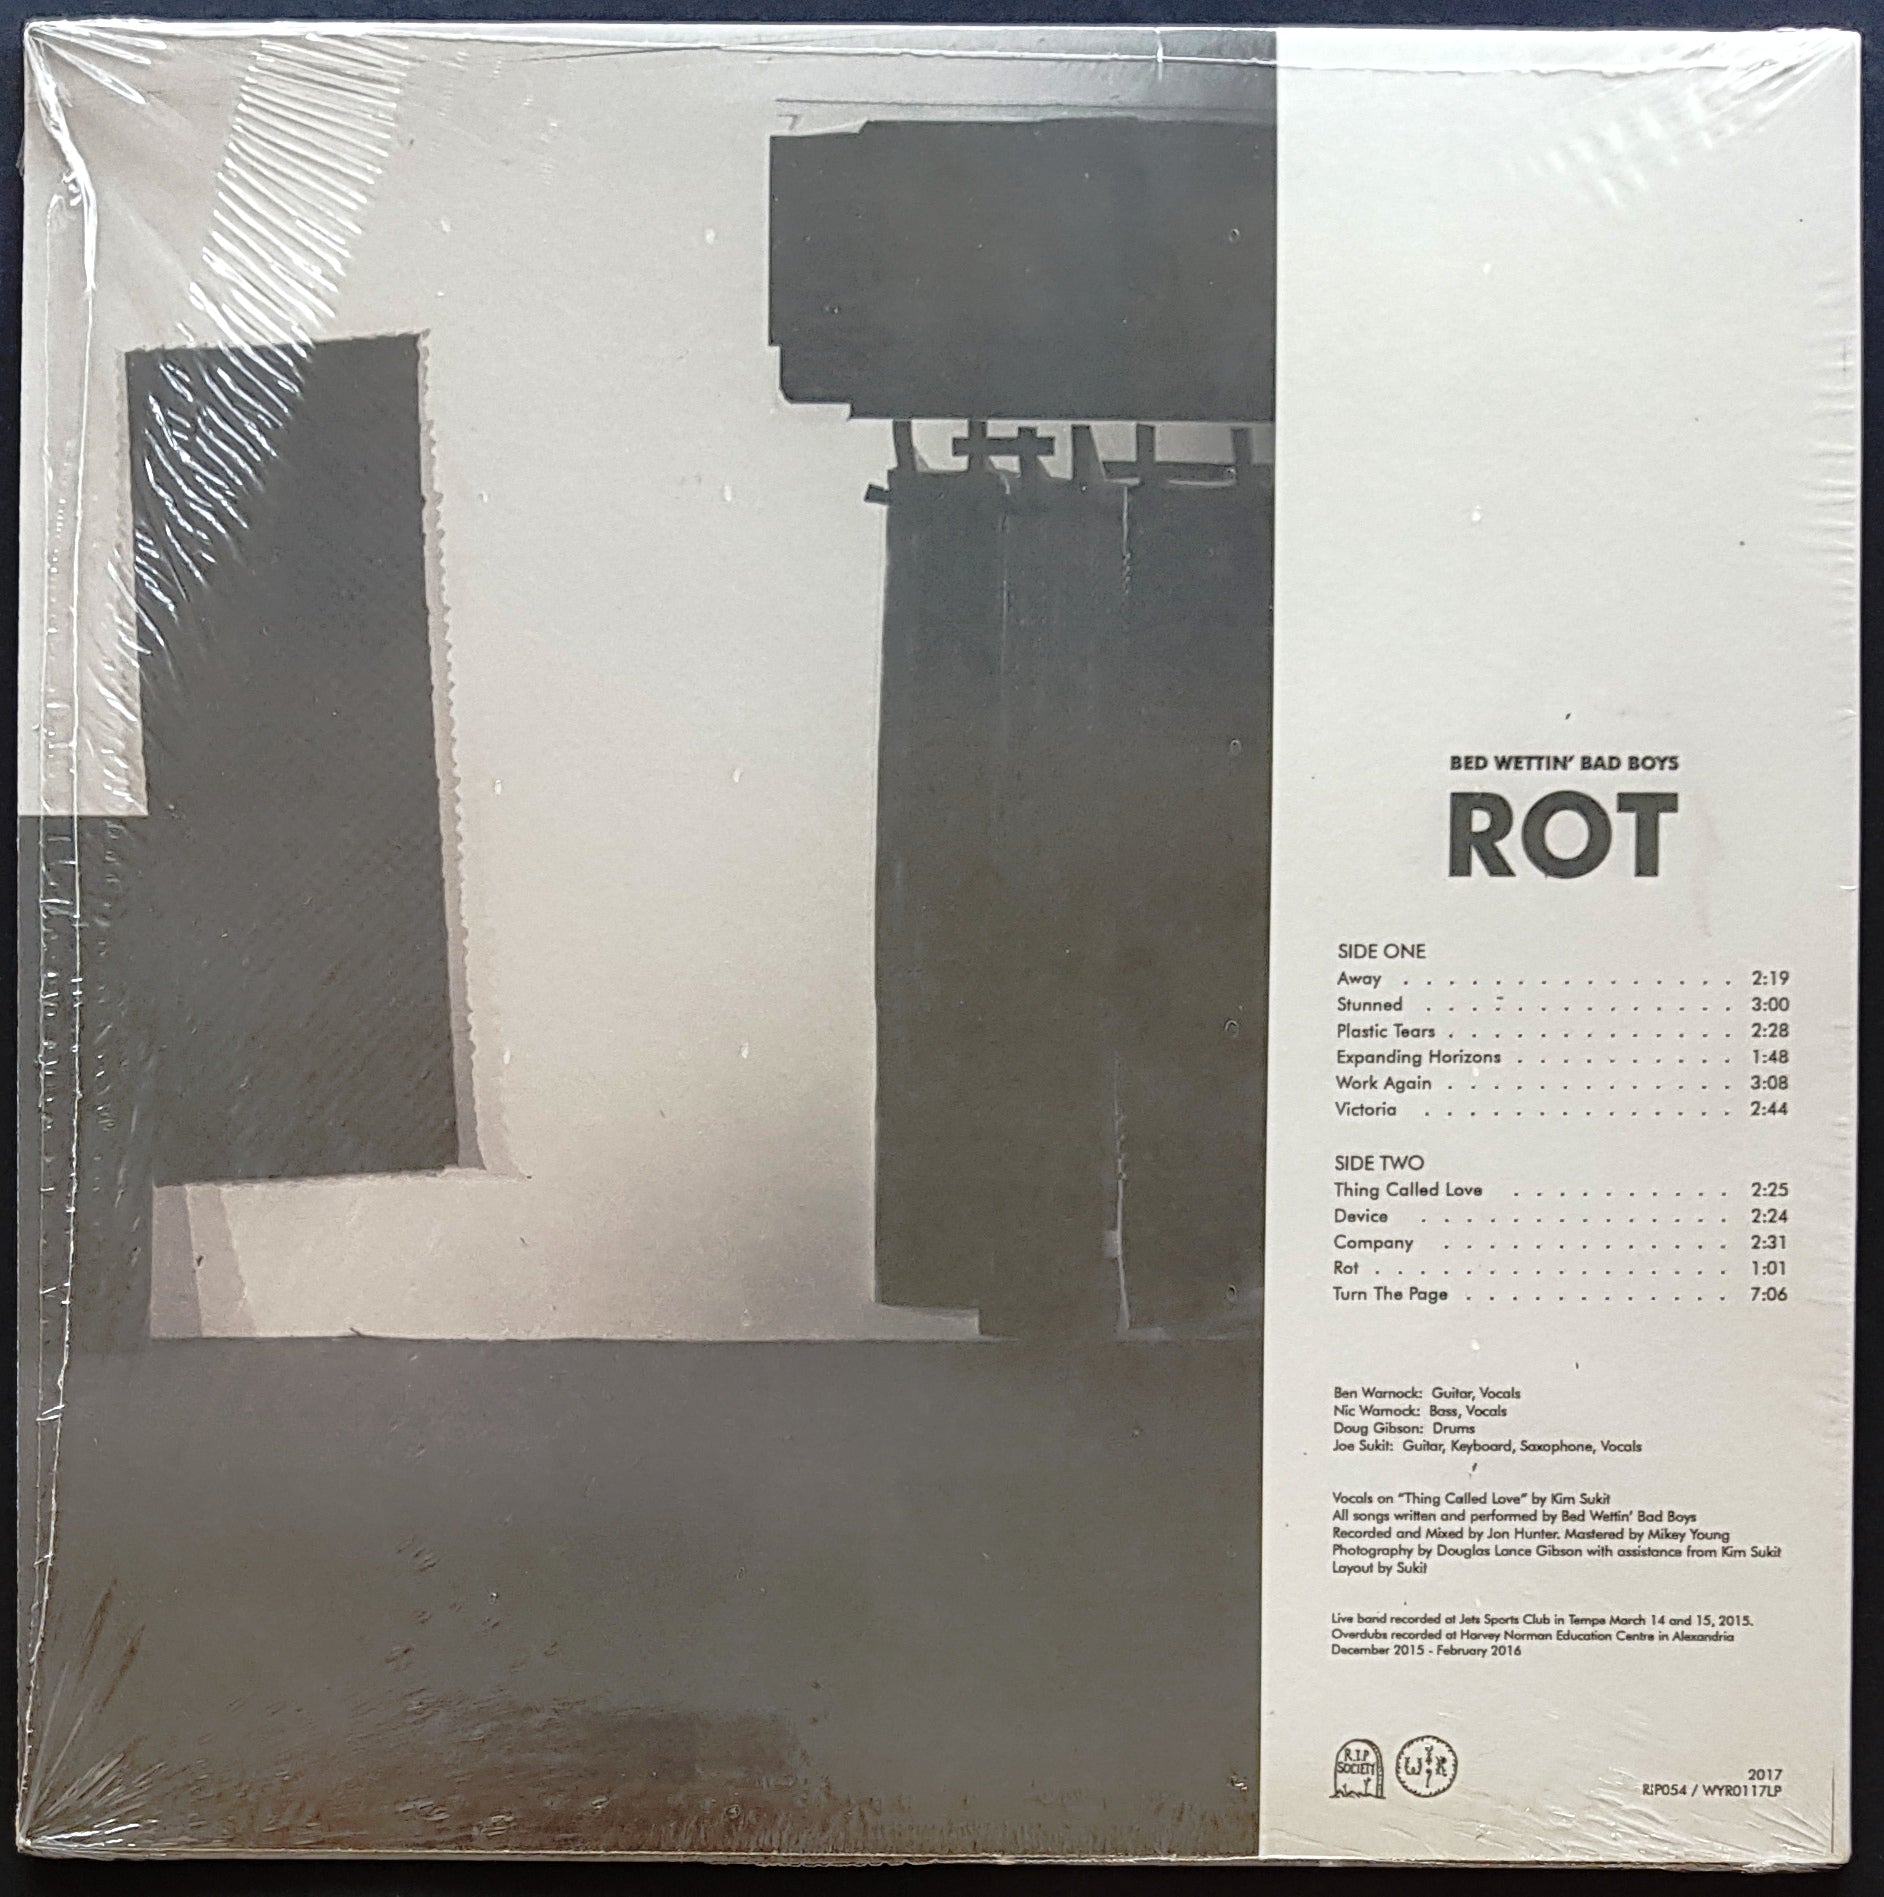 BED WETTIN' BAD BOYS
ROT
SIDE ONE
Away . . . . . . . . . . . . . . . 2:19
Stunned . . . . . . . . . . . . . . 3:00
Plastic Tears . . . . . . . . . . . . . 2:28
Expanding Horizons . . . . . . . . . . 1:48
Work Again . . . . . . . . . . . . . 3:08
Victoria . . . . . . . . . . . . . . 2:44
SIDE TWO
Thing Called Love . . . . . . . . . . 2:25
Device . . . . . . . . . . . . . . 2:24
Company . . . . . . . . . . . . . 2:31
Rot . . . . . . . . . . . . . . . . 1:01
Turn The Page . . . . . . . . . . . . 7:06
Ben Warnock: Guitar, Vocals
Nic Warnock: Bass, Vocals
Doug Gibson: Drums
Joe Sukit: Guitar, Keyboard, Saxophone, Vocals
Vocals on "Thing Called Love" by Kim Sukit
All songs written and performed by Bed Wettin' Bad Boys
Recorded and Mixed by Jon Hunter. Mastered by Mikey Young
Photography by Douglas Lance Gibson with assistance from Kim Sukit
Layout by Sukit
Live band recorded at Jets Sports Club in Tempe March 14 and 15, 2015.
Overdubs recorded at Harvey Norman Education Centre in Alexandria
December 2015 - February 2016
R.I.P
SOCIETY
2017
RIP054 / WYR0117LP